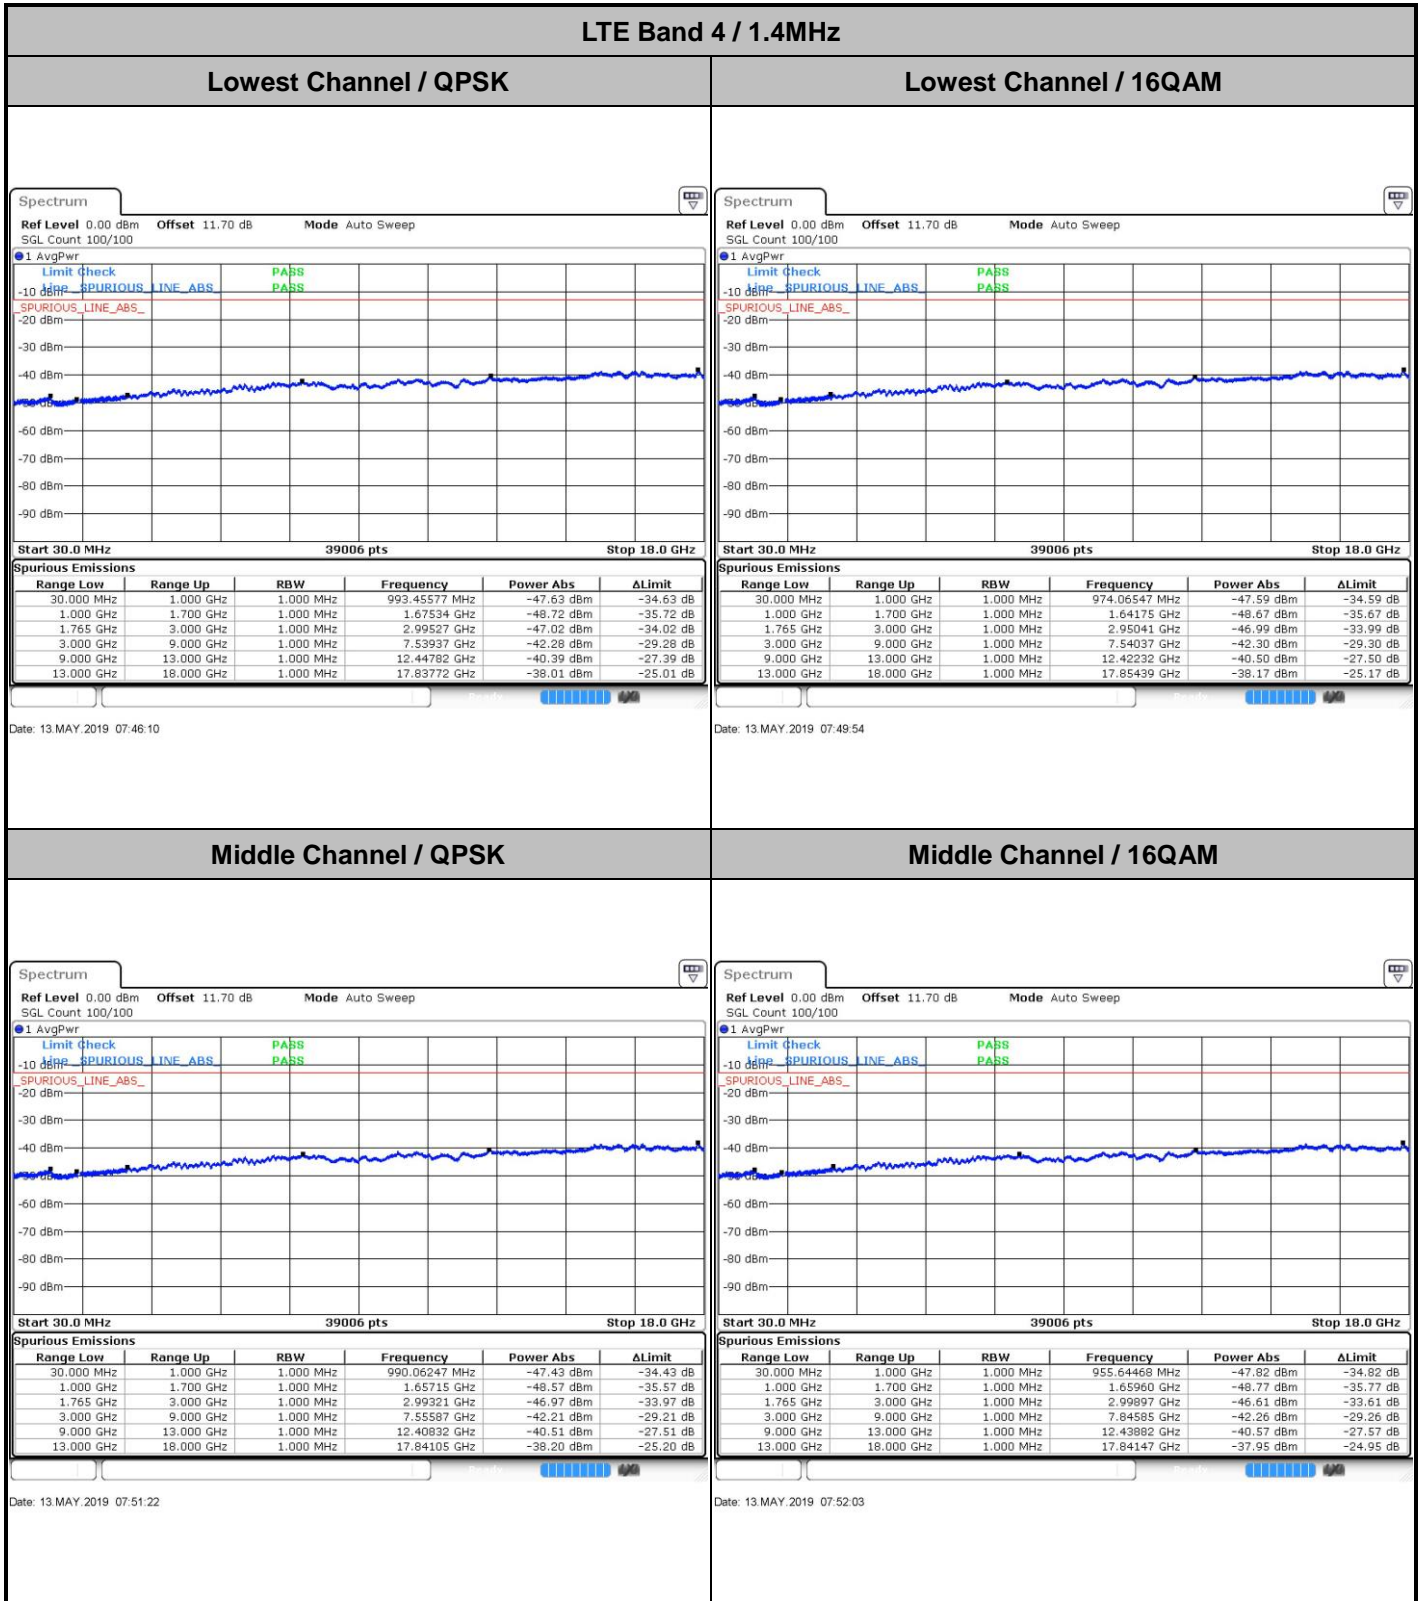 LTE Band 4 / 1.4MHz
Lowest Channel / QPSK
Lowest Channel / 16QAM
Spectrum
Ref Level 0.00 dBm Offset 11.70 dB Mode Auto Sweep
SGL Count 100/100
1 AvgPwr
Limit Check PASS
Line _SPURIOUS_LINE_ABS_ PASS
-10 dBm
_SPURIOUS_LINE_ABS_
-20 dBm
-30 dBm
-40 dBm
-50 dBm
-60 dBm
-70 dBm
-80 dBm
-90 dBm
Start 30.0 MHz 39006 pts Stop 18.0 GHz
Spurious Emissions
Range Low Range Up RBW Frequency Power Abs ΔLimit
30.000 MHz 1.000 GHz 1.000 MHz 993.45577 MHz -47.63 dBm -34.63 dB
1.000 GHz 1.700 GHz 1.000 MHz 1.67534 GHz -48.72 dBm -35.72 dB
1.765 GHz 3.000 GHz 1.000 MHz 2.99527 GHz -47.02 dBm -34.02 dB
3.000 GHz 9.000 GHz 1.000 MHz 7.53937 GHz -42.28 dBm -29.28 dB
9.000 GHz 13.000 GHz 1.000 MHz 12.44782 GHz -40.39 dBm -27.39 dB
13.000 GHz 18.000 GHz 1.000 MHz 17.83772 GHz -38.01 dBm -25.01 dB
Date: 13.MAY.2019 07:46:10
Spectrum
Ref Level 0.00 dBm Offset 11.70 dB Mode Auto Sweep
SGL Count 100/100
1 AvgPwr
Limit Check PASS
Line _SPURIOUS_LINE_ABS_ PASS
-10 dBm
_SPURIOUS_LINE_ABS_
-20 dBm
-30 dBm
-40 dBm
-50 dBm
-60 dBm
-70 dBm
-80 dBm
-90 dBm
Start 30.0 MHz 39006 pts Stop 18.0 GHz
Spurious Emissions
Range Low Range Up RBW Frequency Power Abs ΔLimit
30.000 MHz 1.000 GHz 1.000 MHz 974.06547 MHz -47.59 dBm -34.59 dB
1.000 GHz 1.700 GHz 1.000 MHz 1.64175 GHz -48.67 dBm -35.67 dB
1.765 GHz 3.000 GHz 1.000 MHz 2.95041 GHz -46.99 dBm -33.99 dB
3.000 GHz 9.000 GHz 1.000 MHz 7.54037 GHz -42.30 dBm -29.30 dB
9.000 GHz 13.000 GHz 1.000 MHz 12.42232 GHz -40.50 dBm -27.50 dB
13.000 GHz 18.000 GHz 1.000 MHz 17.85439 GHz -38.17 dBm -25.17 dB
Date: 13.MAY.2019 07:49:54
Middle Channel / QPSK
Middle Channel / 16QAM
Spectrum
Ref Level 0.00 dBm Offset 11.70 dB Mode Auto Sweep
SGL Count 100/100
1 AvgPwr
Limit Check PASS
Line _SPURIOUS_LINE_ABS_ PASS
-10 dBm
_SPURIOUS_LINE_ABS_
-20 dBm
-30 dBm
-40 dBm
-50 dBm
-60 dBm
-70 dBm
-80 dBm
-90 dBm
Start 30.0 MHz 39006 pts Stop 18.0 GHz
Spurious Emissions
Range Low Range Up RBW Frequency Power Abs ΔLimit
30.000 MHz 1.000 GHz 1.000 MHz 990.06247 MHz -47.43 dBm -34.43 dB
1.000 GHz 1.700 GHz 1.000 MHz 1.65715 GHz -48.57 dBm -35.57 dB
1.765 GHz 3.000 GHz 1.000 MHz 2.99321 GHz -46.97 dBm -33.97 dB
3.000 GHz 9.000 GHz 1.000 MHz 7.55587 GHz -42.21 dBm -29.21 dB
9.000 GHz 13.000 GHz 1.000 MHz 12.40832 GHz -40.51 dBm -27.51 dB
13.000 GHz 18.000 GHz 1.000 MHz 17.84105 GHz -38.20 dBm -25.20 dB
Date: 13.MAY.2019 07:51:22
Spectrum
Ref Level 0.00 dBm Offset 11.70 dB Mode Auto Sweep
SGL Count 100/100
1 AvgPwr
Limit Check PASS
Line _SPURIOUS_LINE_ABS_ PASS
-10 dBm
_SPURIOUS_LINE_ABS_
-20 dBm
-30 dBm
-40 dBm
-50 dBm
-60 dBm
-70 dBm
-80 dBm
-90 dBm
Start 30.0 MHz 39006 pts Stop 18.0 GHz
Spurious Emissions
Range Low Range Up RBW Frequency Power Abs ΔLimit
30.000 MHz 1.000 GHz 1.000 MHz 955.64468 MHz -47.82 dBm -34.82 dB
1.000 GHz 1.700 GHz 1.000 MHz 1.65960 GHz -48.77 dBm -35.77 dB
1.765 GHz 3.000 GHz 1.000 MHz 2.99897 GHz -46.61 dBm -33.61 dB
3.000 GHz 9.000 GHz 1.000 MHz 7.84585 GHz -42.26 dBm -29.26 dB
9.000 GHz 13.000 GHz 1.000 MHz 12.43882 GHz -40.57 dBm -27.57 dB
13.000 GHz 18.000 GHz 1.000 MHz 17.84147 GHz -37.95 dBm -24.95 dB
Date: 13.MAY.2019 07:52:03